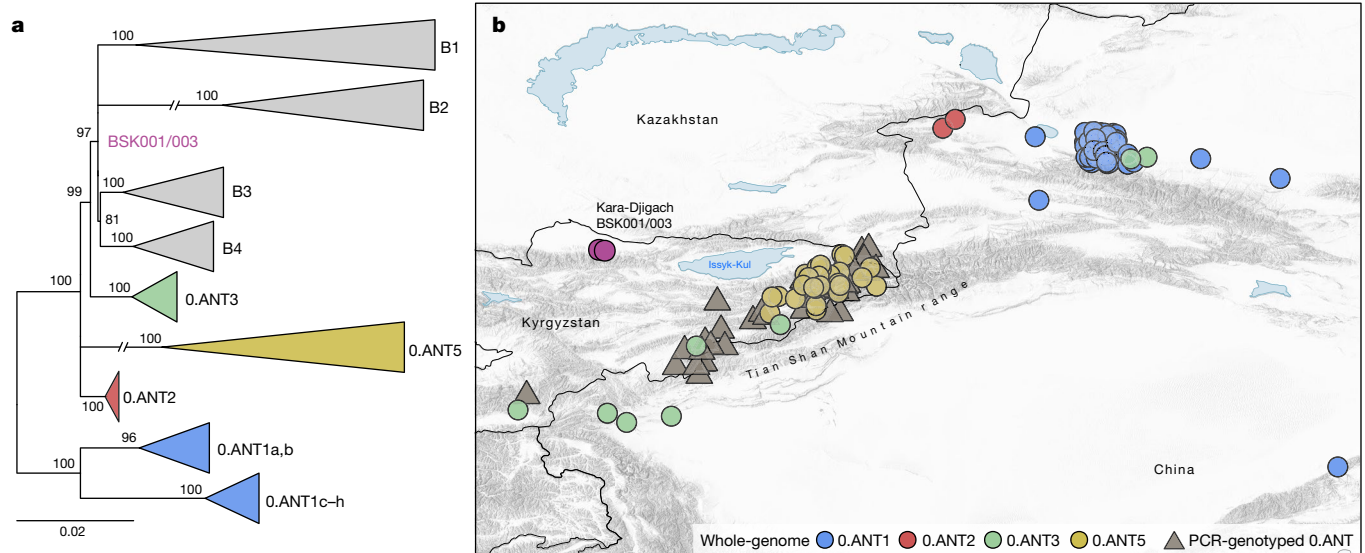 a
100
B1
100
B2
97
BSK001/003
99
100
B3
81
100
B4
100
100
0.ANT3
0.ANT5
100
100
0.ANT2
96
0.ANT1a,b
100
100
0.ANT1c–h
0.02
b
Kazakhstan
Kara-Djigach
BSK001/003
Issyk-Kul
Kyrgyzstan
Tian Shan Mountain range
China
Whole-genome 0.ANT1 0.ANT2 0.ANT3 0.ANT5 PCR-genotyped 0.ANT